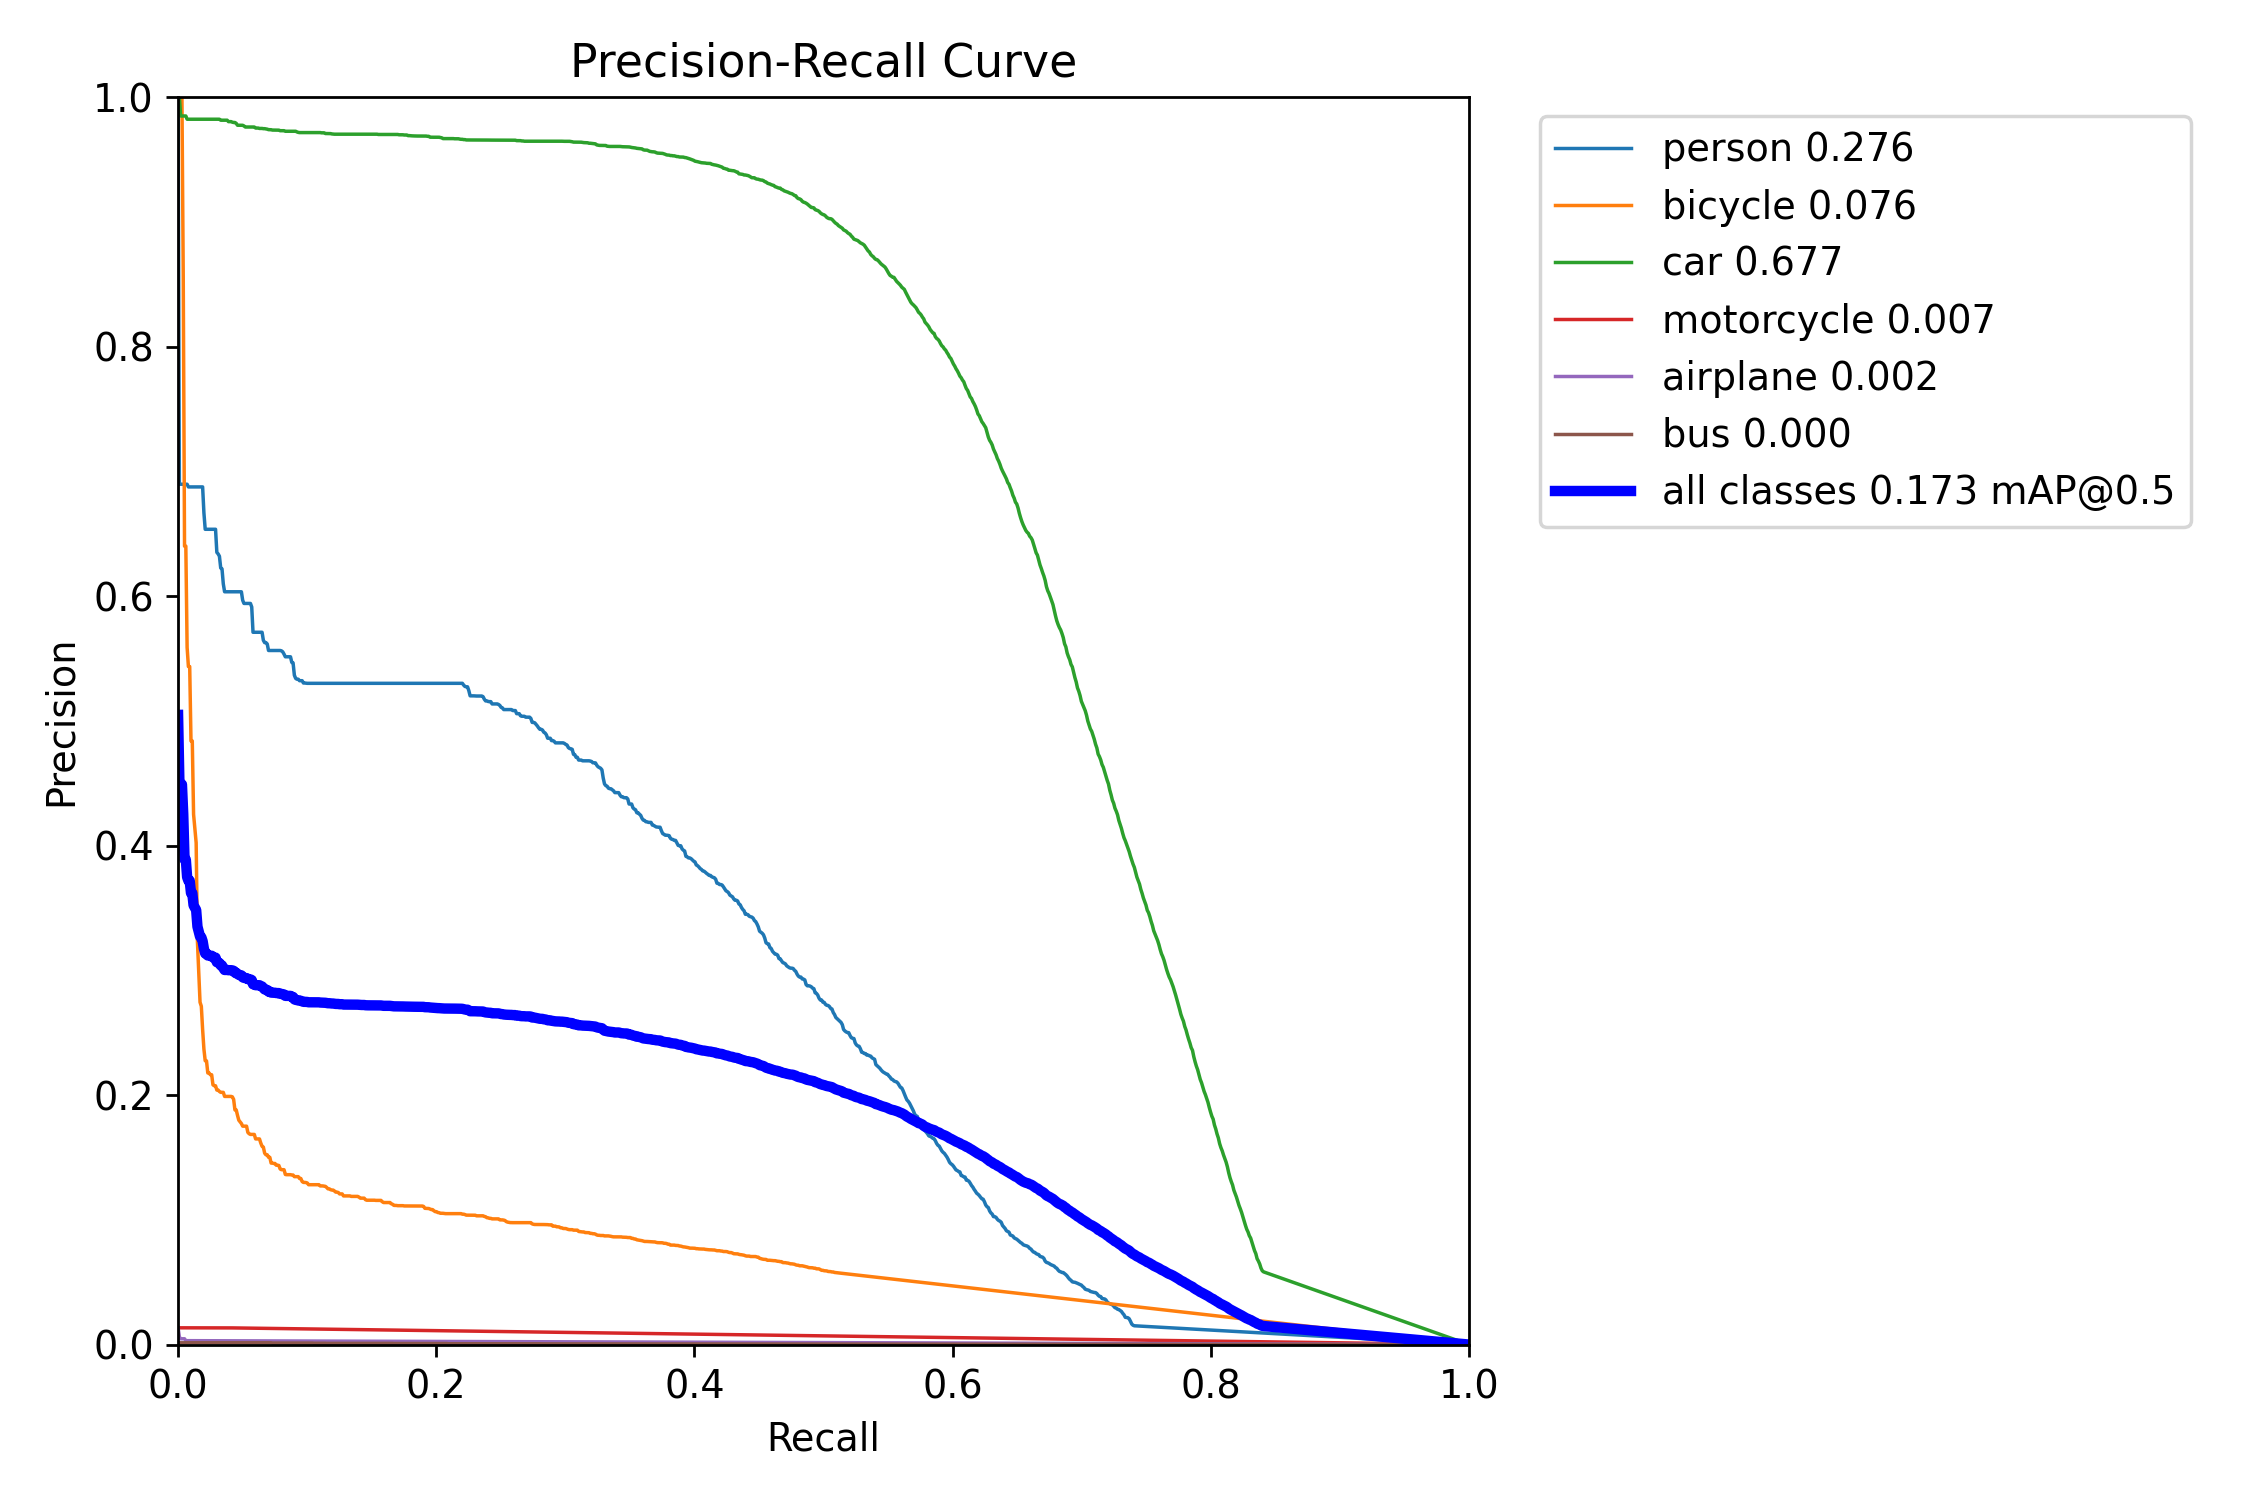 Precision-Recall Curve
1.0
0.8
0.6
0.4
0.2
0.0
Precision
0.0 0.2 0.4 0.6 0.8 1.0
Recall
person 0.276
bicycle 0.076
car 0.677
motorcycle 0.007
airplane 0.002
bus 0.000
all classes 0.173 mAP@0.5